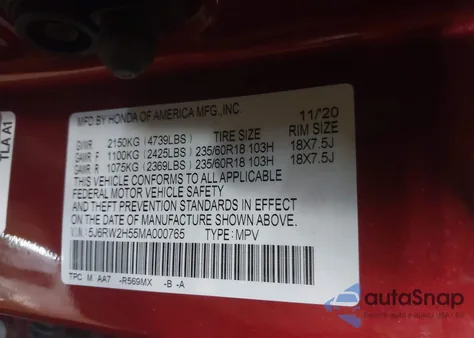 TLA A1
MFD BY HONDA OF AMERICA MFG.,INC. 11/'20
GVWR 2150KG (4739LBS) TIRE SIZE RIM SIZE
GAWR F 1100KG (2425LBS) 235/60R18 103H 18X7.5J
GAWR R 1075KG (2369LBS) 235/60R18 103H 18X7.5J
THIS VEHICLE CONFORMS TO ALL APPLICABLE
FEDERAL MOTOR VEHICLE SAFETY
AND THEFT PREVENTION STANDARDS IN EFFECT ON
THE DATE OF MANUFACTURE SHOWN ABOVE.
V.I.N.: 5J6RW2H55MA000765 TYPE: MPV
TPC M AA7 -R569MX -B -A
autoSnap